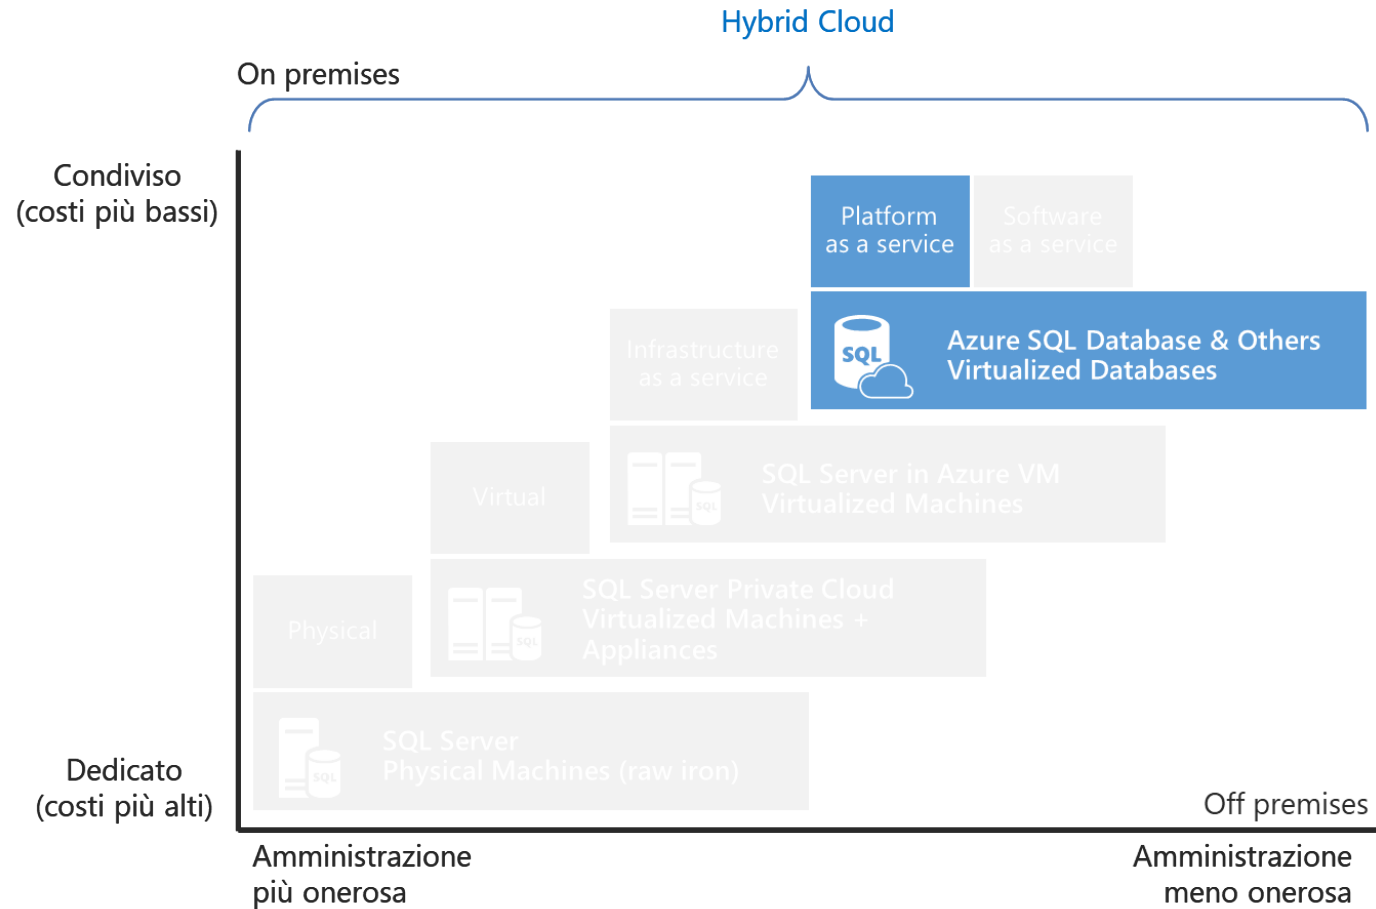 Hybrid Cloud
On premises
Condiviso
(costi più bassi)
Platform
as a service
Software
as a service
Infrastructure
as a service
SQL
Azure SQL Database & Others
Virtualized Databases
Virtual
SQL
SQL Server in Azure VM
Virtualized Machines
Physical
SQL
SQL Server Private Cloud
Virtualized Machines +
Appliances
SQL
SQL Server
Physical Machines (raw iron)
Dedicato
(costi più alti)
Off premises
Amministrazione
più onerosa
Amministrazione
meno onerosa